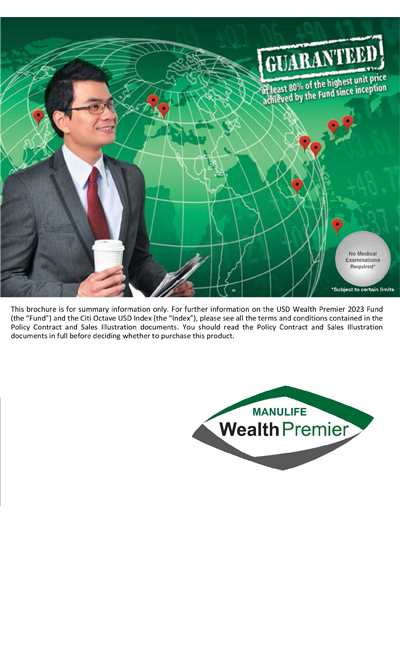 GUARANTEED
at least 80% of the highest unit price
achieved by the Fund since inception
No Medical
Examinations
Required*
*Subject to certain limits
This brochure is for summary information only. For further information on the USD Wealth Premier 2023 Fund
(the “Fund”) and the Citi Octave USD Index (the “Index”), please see all the terms and conditions contained in the
Policy Contract and Sales Illustration documents. You should read the Policy Contract and Sales Illustration
documents in full before deciding whether to purchase this product.
MANULIFE
WealthPremier